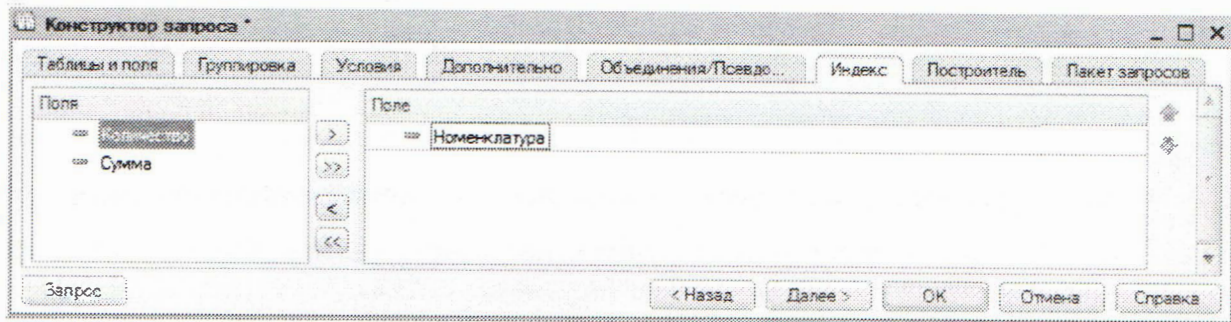 Конструктор запроса *
Таблицы и поля Группировка Условия Дополнительно Объединения/Псевдо... Индекс Построитель Пакет запросов
Поля Поле
Количество > Номенклатура
Сумма >>
<
<<
Запрос < Назад Далее > OK Отмена Справка